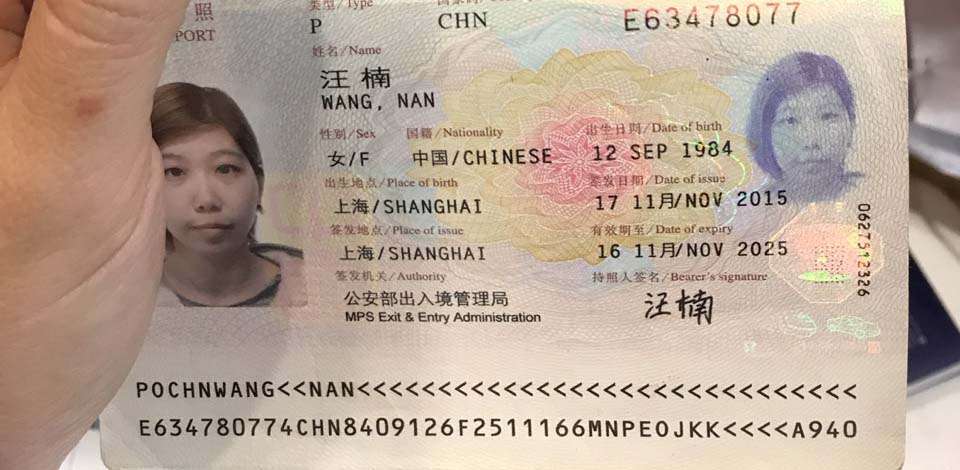 照 类型/Type
PORT P CHN E63478077
姓名/Name
汪楠
WANG, NAN
性别/Sex 国籍/Nationality 出生日期/Date of birth
女/F 中国/CHINESE 12 SEP 1984
出生地点/Place of birth 签发日期/Date of issue
上海/SHANGHAI 17 11月/NOV 2015
签发地点/Place of issue 有效期至/Date of expiry
上海/SHANGHAI 16 11月/NOV 2025
签发机关/Authority 持照人签名/Bearer's signature
公安部出入境管理局 汪楠
MPS Exit & Entry Administration
POCHNWANG<<NAN<<<<<<<<<<<<<<<<<<<<<<<<<<<<<<
E634780774CHN8409126F2511166MNPEOJKK<<<<A940